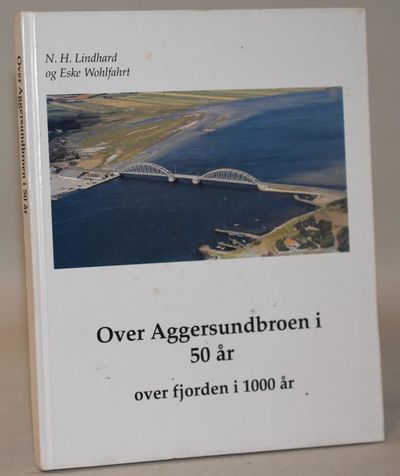 N. H. Lindhard
og Eske Wohlfahrt
Over Aggersundbroen i
50 år
over fjorden i 1000 år
Over Aggersundbroen i 50 år